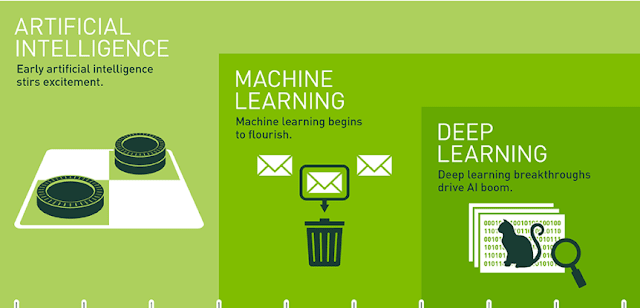 ARTIFICIAL
INTELLIGENCE
Early artificial intelligence
stirs excitement.
MACHINE
LEARNING
Machine learning begins
to flourish.
DEEP
LEARNING
Deep learning breakthroughs
drive AI boom.